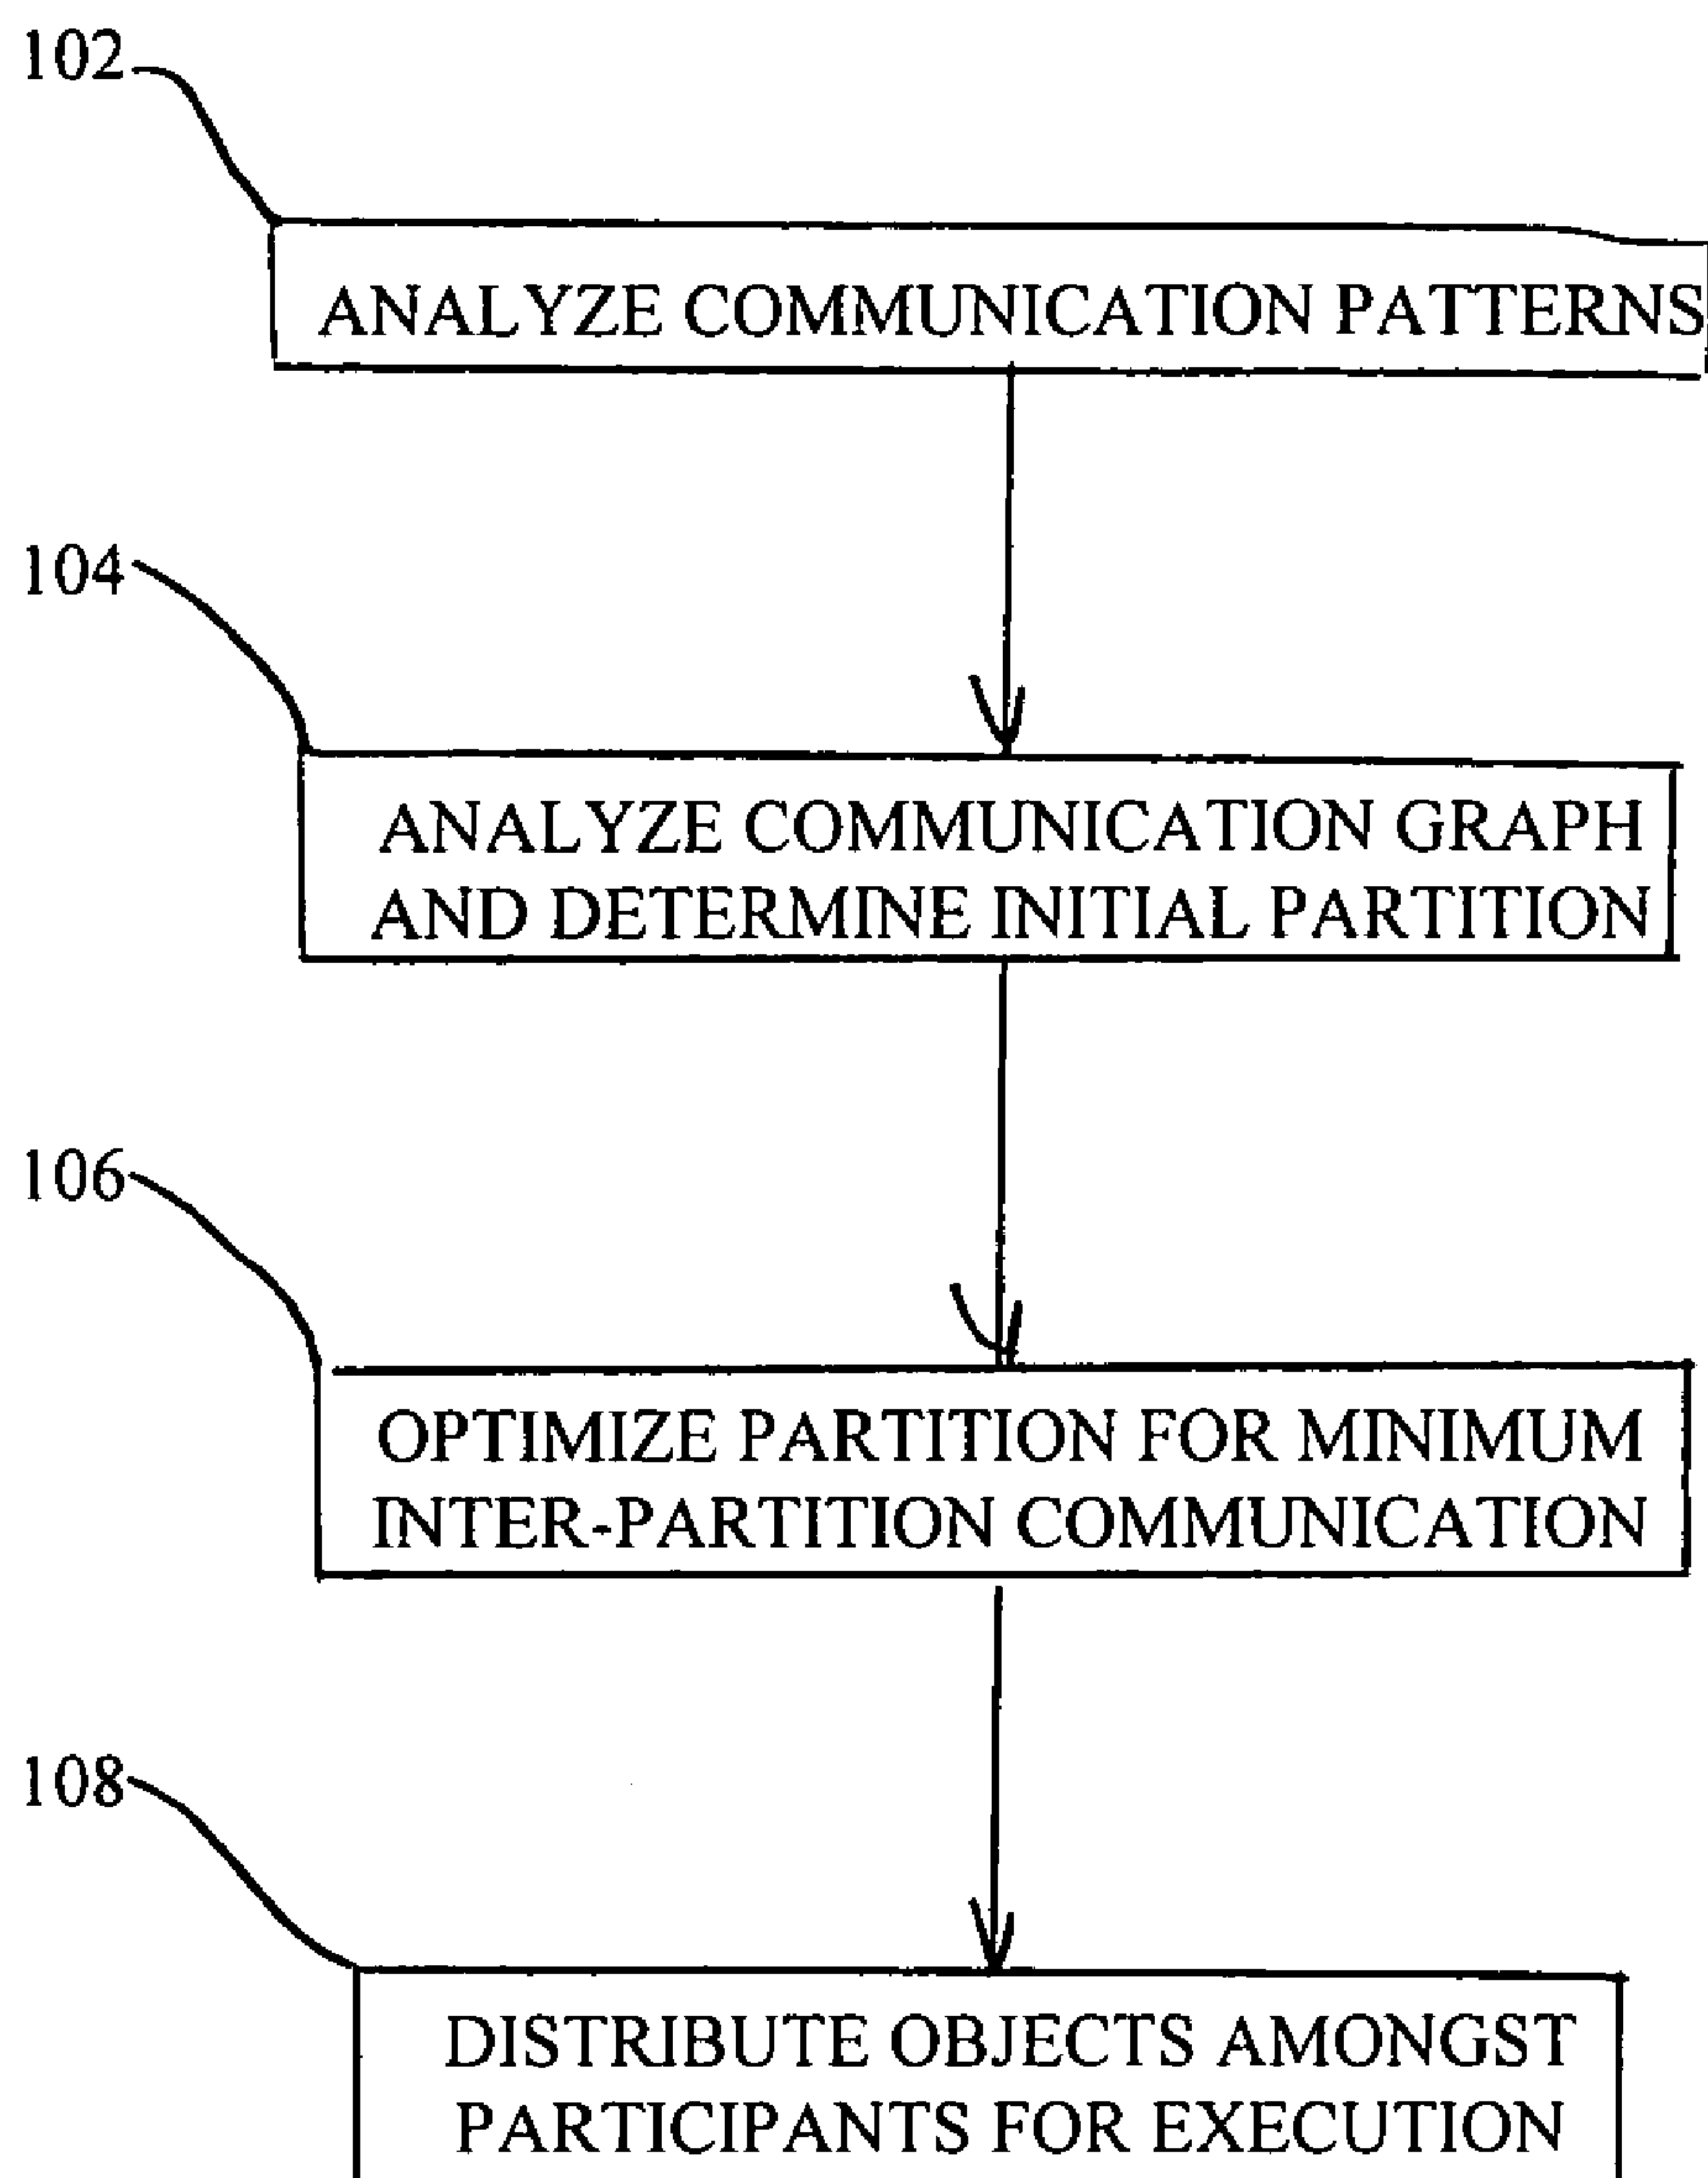 102
ANALYZE COMMUNICATION PATTERNS
104
ANALYZE COMMUNICATION GRAPH
AND DETERMINE INITIAL PARTITION
106
OPTIMIZE PARTITION FOR MINIMUM
INTER-PARTITION COMMUNICATION
108
DISTRIBUTE OBJECTS AMONGST
PARTICIPANTS FOR EXECUTION